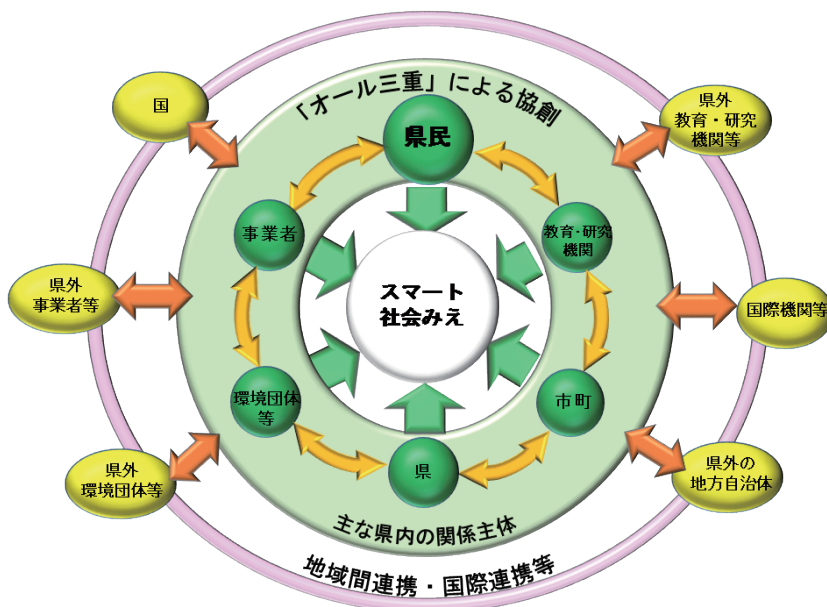 「オール三重」による協創
国
県外
教育・研究
機関等
県民
事業者
教育・研究
機関
県外
事業者等
スマート
社会みえ
国際機関等
環境団体
等
市町
県
県外
環境団体等
県外の
地方自治体
主な県内の関係主体
地域間連携・国際連携等